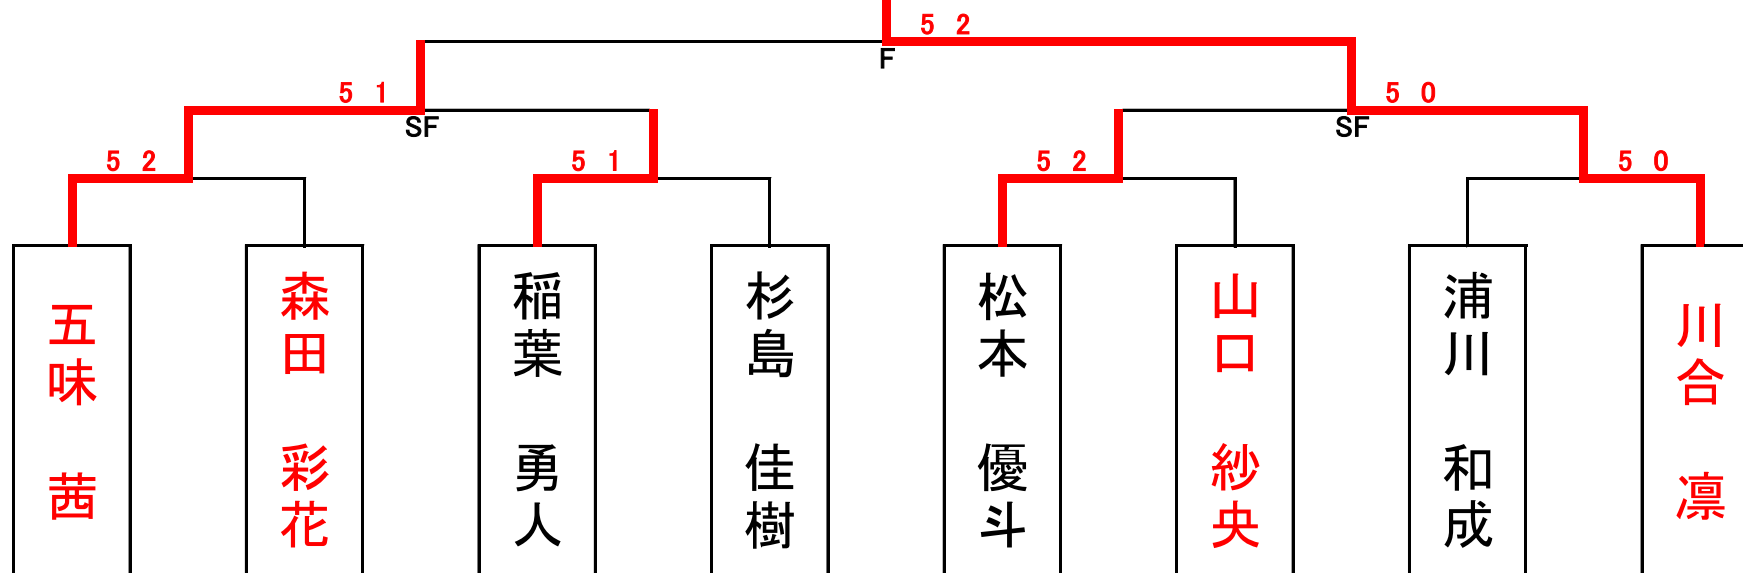 5 2
F
5 1
5 0
SF
SF
5 2
5 1
5 2
5 0
五味 茜
森田 彩花
稲葉 勇人
杉島 佳樹
松本 優斗
山口 紗央
浦川 和成
川合 凛